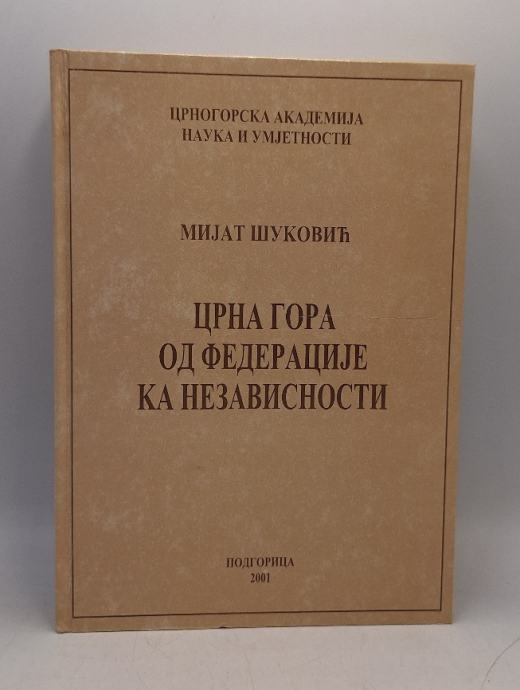 ЦРНОГОРСКА АКАДЕМИЈА
НАУКА И УМЈЕТНОСТИ
МИЈАТ ШУКОВИЋ
ЦРНА ГОРА
ОД ФЕДЕРАЦИЈЕ
КА НЕЗАВИСНОСТИ
ПОДГОРИЦА
2001